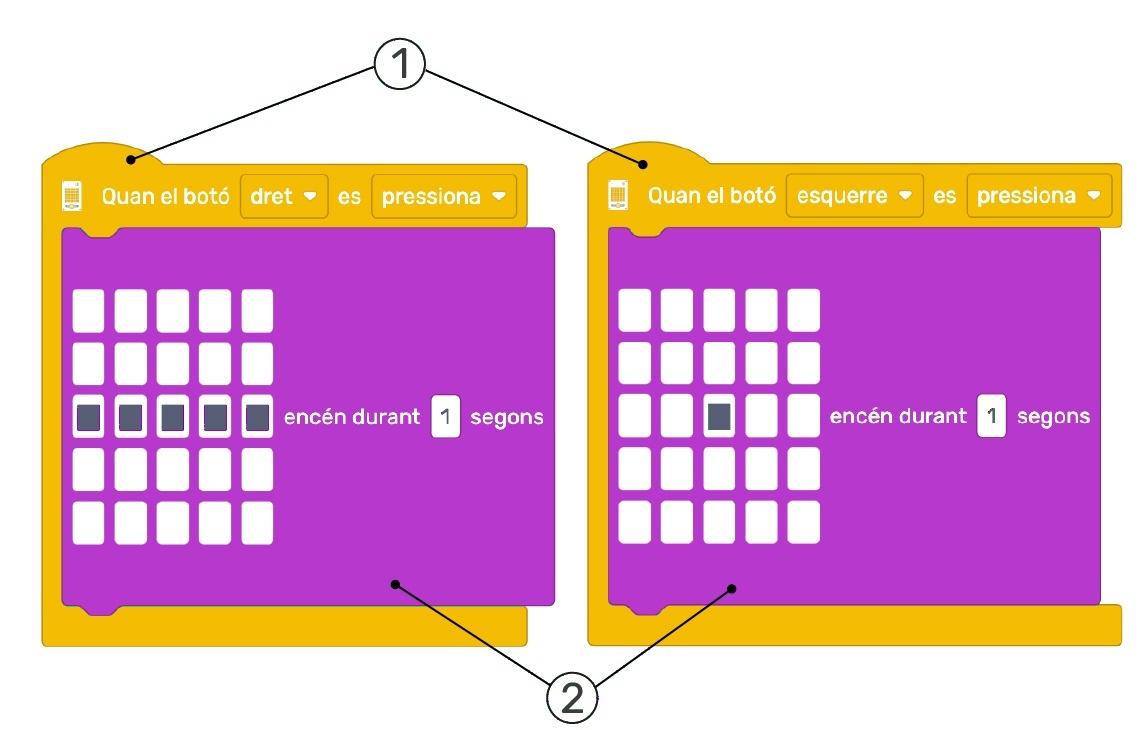 1
Quan el botó dret es pressiona
Quan el botó esquerre es pressiona
encén durant 1 segons
encén durant 1 segons
2